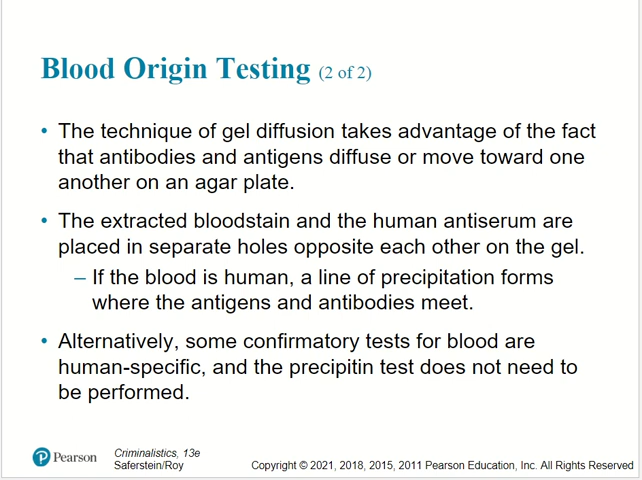 Blood Origin Testing (2 of 2)
• The technique of gel diffusion takes advantage of the fact
that antibodies and antigens diffuse or move toward one
another on an agar plate.
• The extracted bloodstain and the human antiserum are
placed in separate holes opposite each other on the gel.
– If the blood is human, a line of precipitation forms
where the antigens and antibodies meet.
• Alternatively, some confirmatory tests for blood are
human-specific, and the precipitin test does not need to
be performed.
P Pearson
Criminalistics, 13e
Saferstein/Roy
Copyright © 2021, 2018, 2015, 2011 Pearson Education, Inc. All Rights Reserved